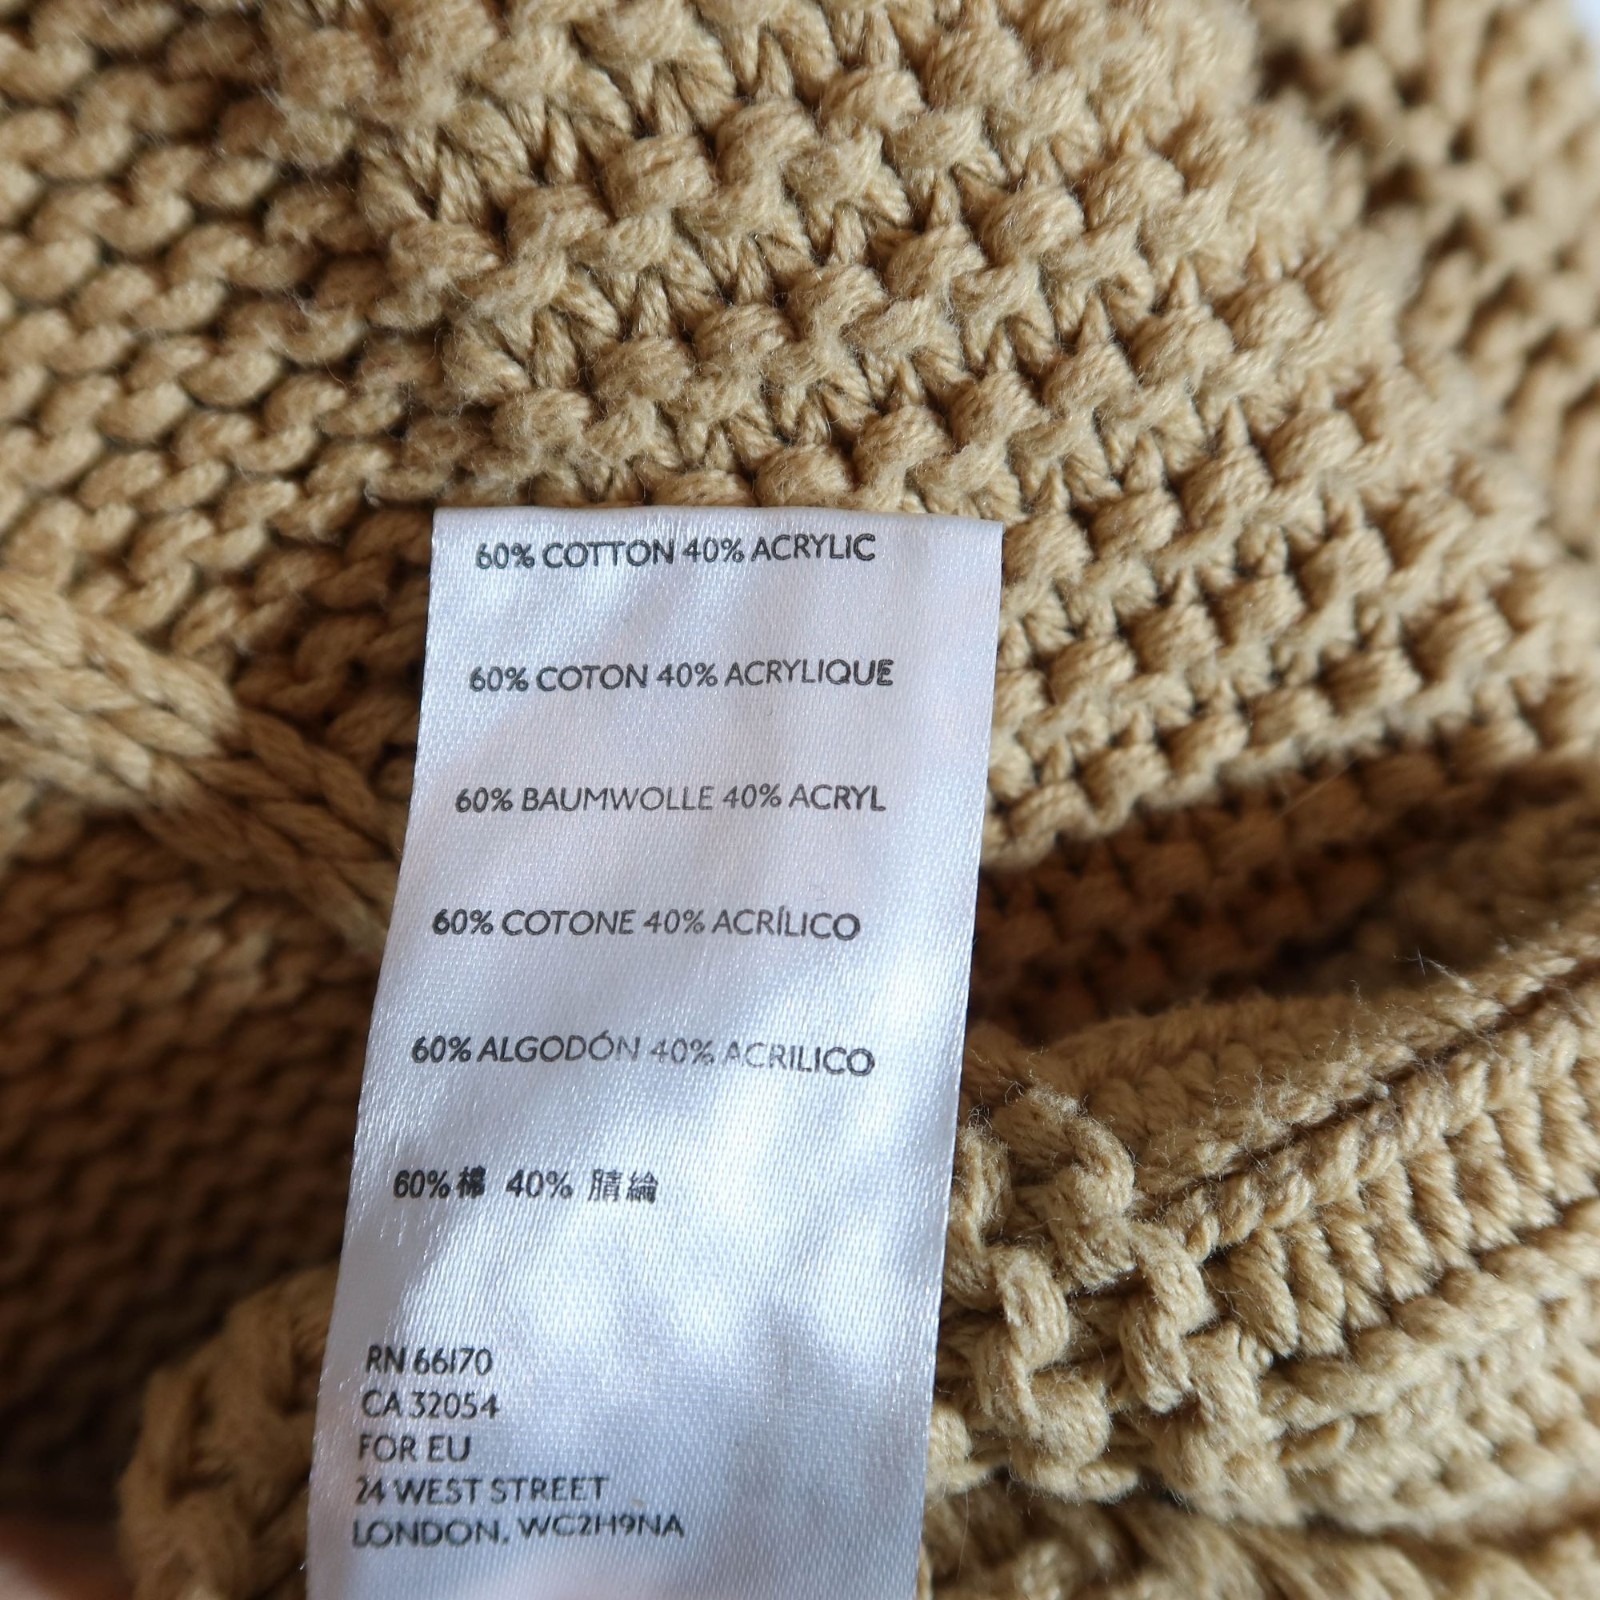 60% COTTON 40% ACRYLIC
60% COTON 40% ACRYLIQUE
60% BAUMWOLLE 40% ACRYL
60% COTONE 40% ACRÍLICO
60% ALGODÓN 40% ACRILICO
60% 棉 40% 腈綸
RN 66170
CA 32054
FOR EU
24 WEST STREET
LONDON, WC2H9NA